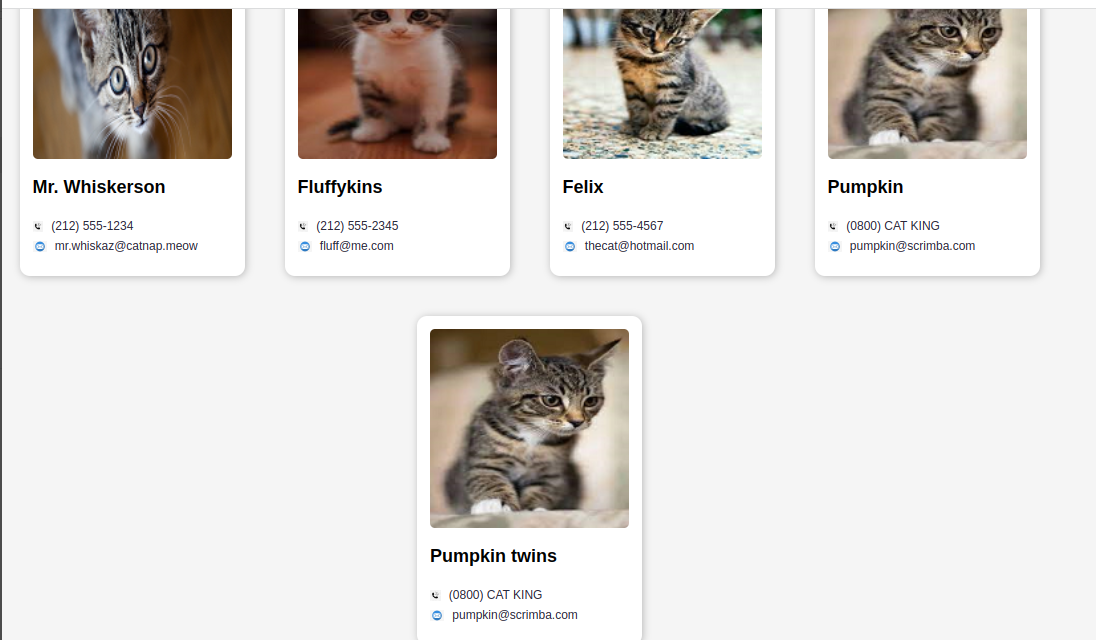 Mr. Whiskerson
(212) 555-1234
mr.whiskaz@catnap.meow
Fluffykins
(212) 555-2345
fluff@me.com
Felix
(212) 555-4567
thecat@hotmail.com
Pumpkin
(0800) CAT KING
pumpkin@scrimba.com
Pumpkin twins
(0800) CAT KING
pumpkin@scrimba.com